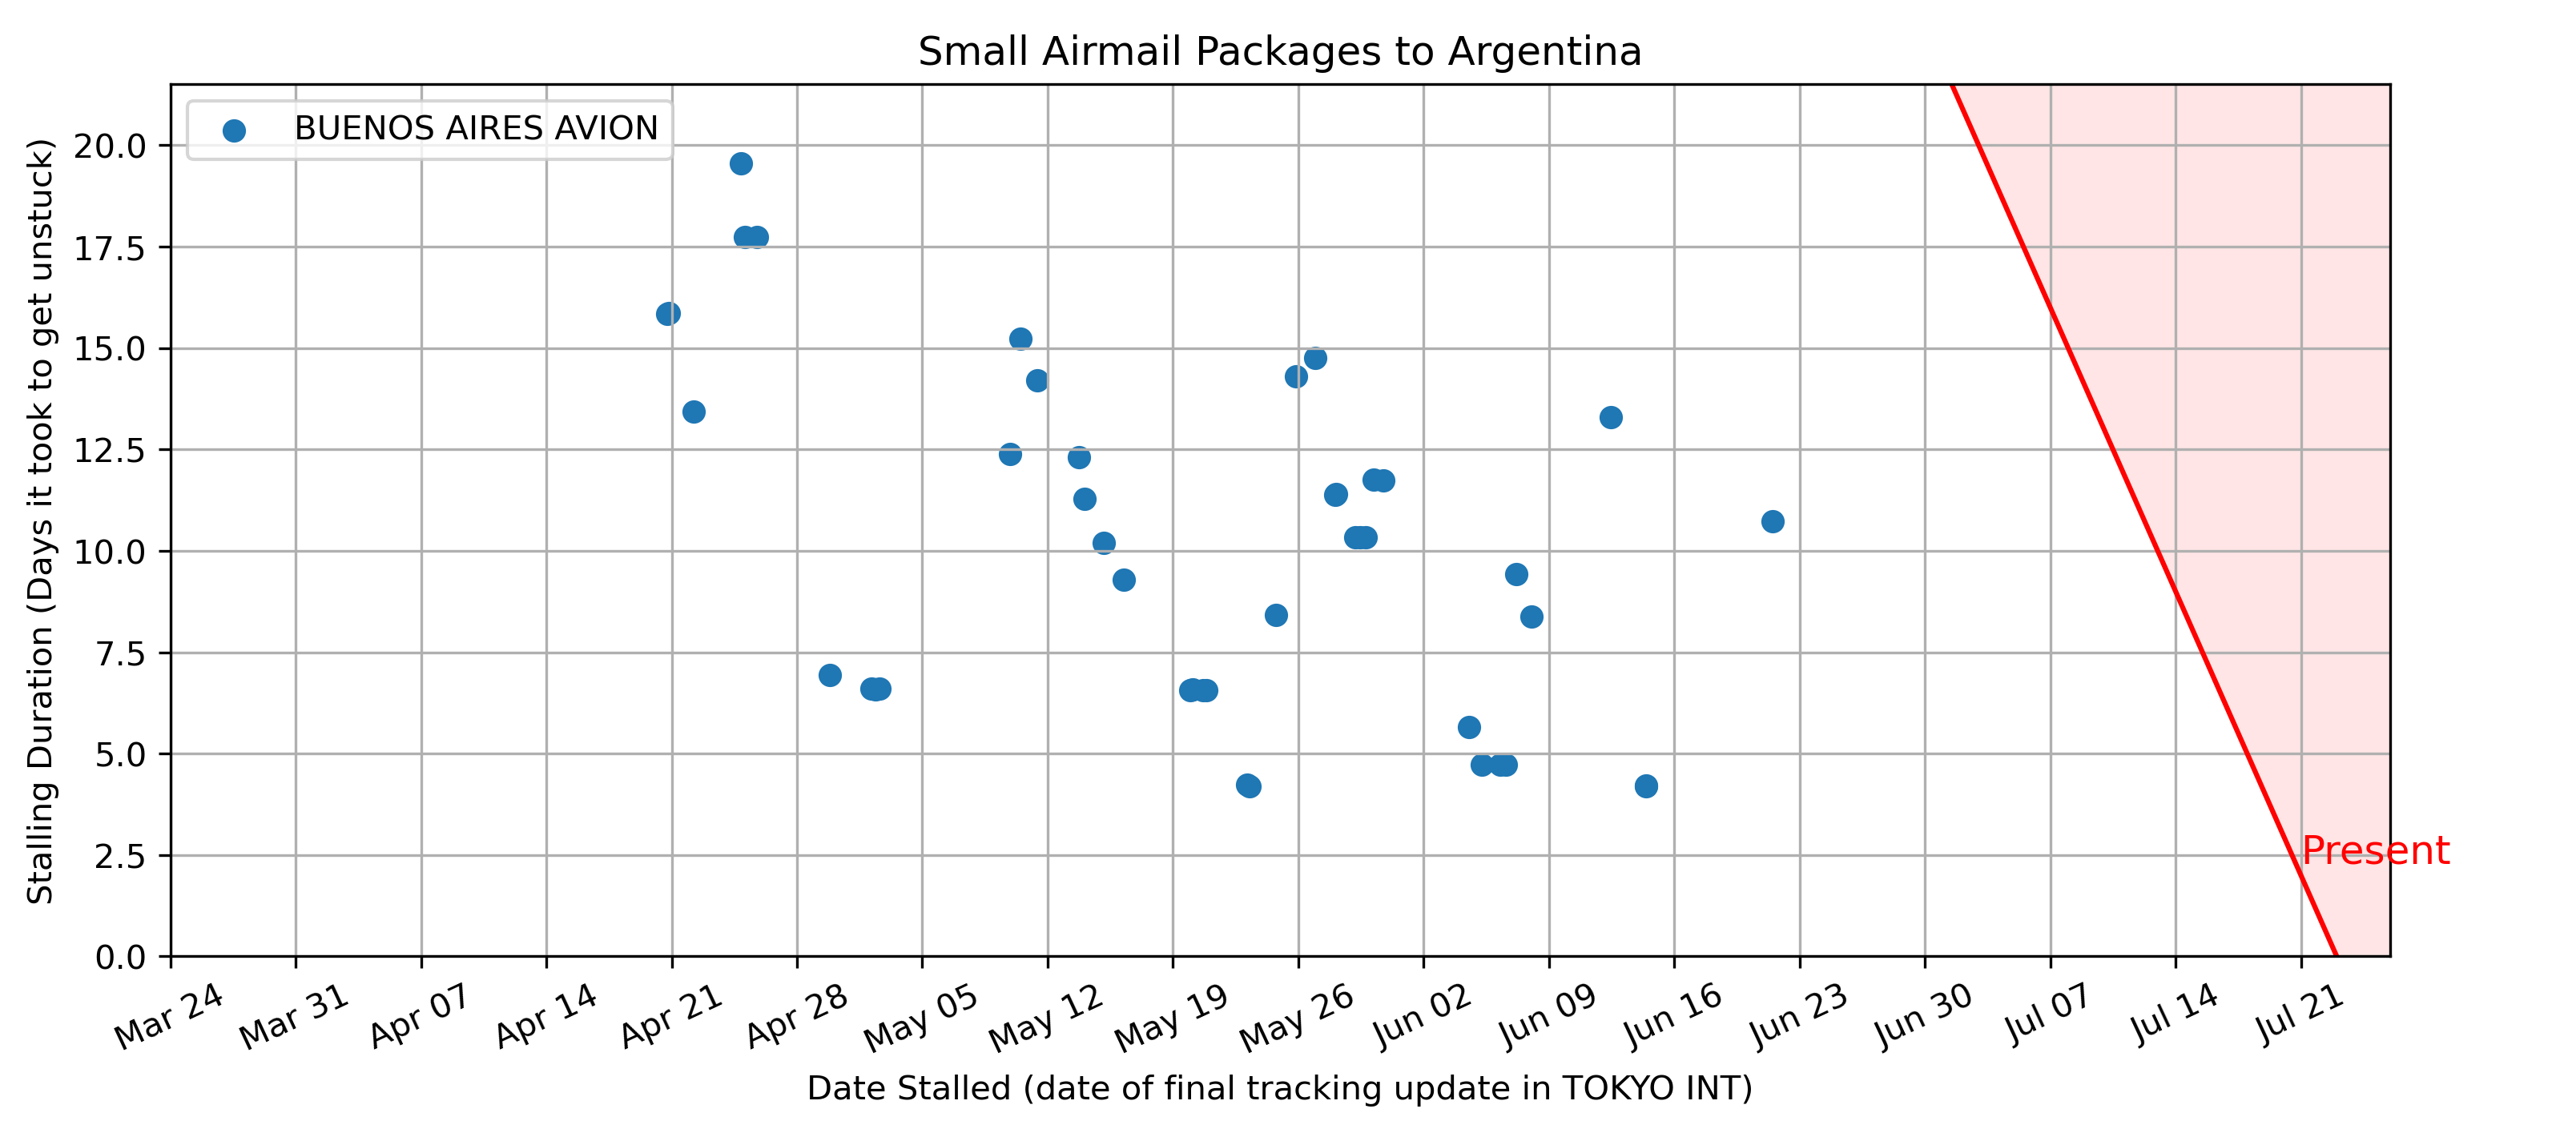 Small Airmail Packages to Argentina
BUENOS AIRES AVION
Stalling Duration (Days it took to get unstuck)
20.0
17.5
15.0
12.5
10.0
7.5
5.0
2.5
0.0
Present
Mar 24 Mar 31 Apr 07 Apr 14 Apr 21 Apr 28 May 05 May 12 May 19 May 26 Jun 02 Jun 09 Jun 16 Jun 23 Jun 30 Jul 07 Jul 14 Jul 21
Date Stalled (date of final tracking update in TOKYO INT)